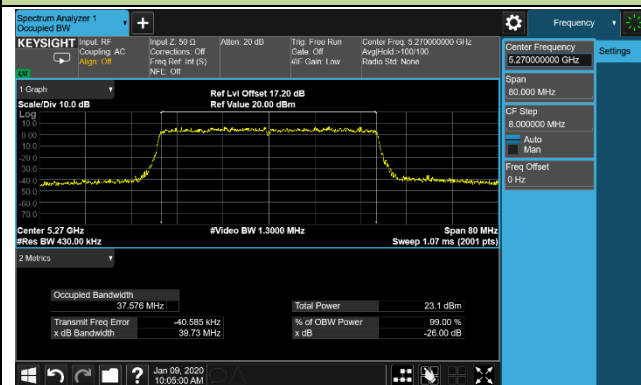 Spectrum Analyzer 1
Occupied BW
Frequency
KEYSIGHT
Input: RF
Coupling: AC
Align: Off
Input Z: 50 Ω
Corrections: Off
Freq Ref: Int (S)
NFE: Off
Atten: 20 dB
Trig: Free Run
Gate: Off
#IF Gain: Low
Center Freq: 5.270000000 GHz
Avg|Hold:>100/100
Radio Std: None
LXI
1 Graph
Scale/Div 10.0 dB
Ref Lvl Offset 17.20 dB
Ref Value 20.00 dBm
Log
10.0
0.00
-10.0
-20.0
-30.0
-40.0
-50.0
-60.0
-70.0
Center 5.27 GHz
#Res BW 430.00 kHz
#Video BW 1.3000 MHz
Span 80 MHz
Sweep 1.07 ms (2001 pts)
2 Metrics
Occupied Bandwidth
37.576 MHz
Total Power 23.1 dBm
Transmit Freq Error -40.585 kHz
% of OBW Power 99.00 %
x dB Bandwidth 39.73 MHz
x dB -26.00 dB
Center Frequency
5.270000000 GHz
Settings
Span
80.000 MHz
CF Step
8.000000 MHz
Auto
Man
Freq Offset
0 Hz
?
Jan 09, 2020
10:05:00 AM